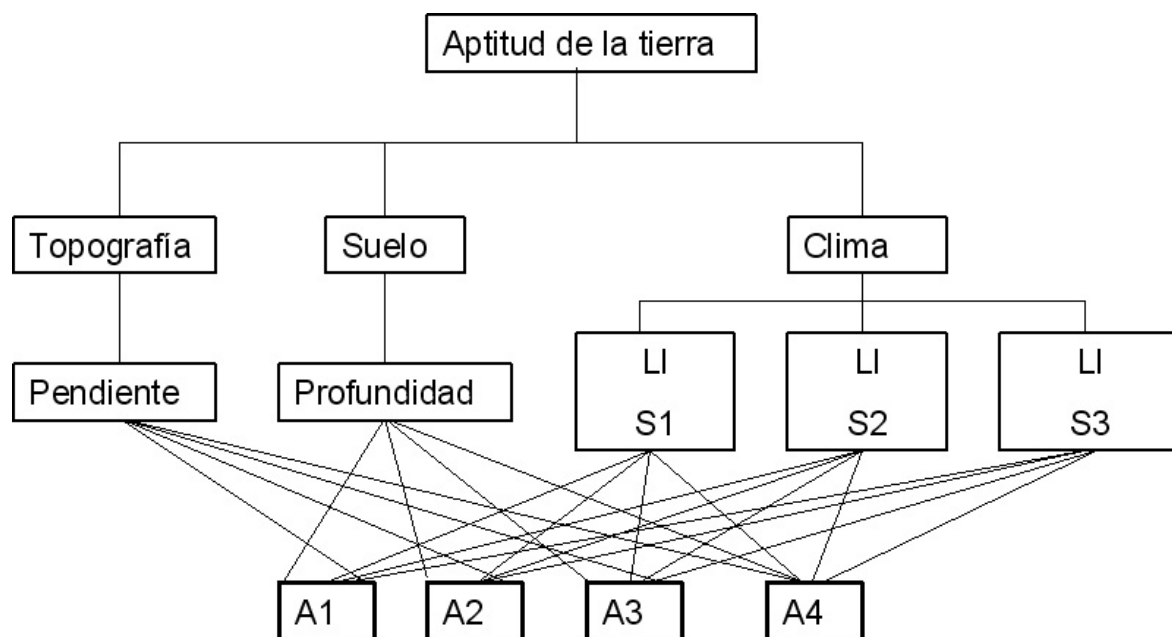 Aptitud de la tierra
Topografía
Suelo
Clima
Pendiente
Profundidad
LI
S1
LI
S2
LI
S3
A1
A2
A3
A4